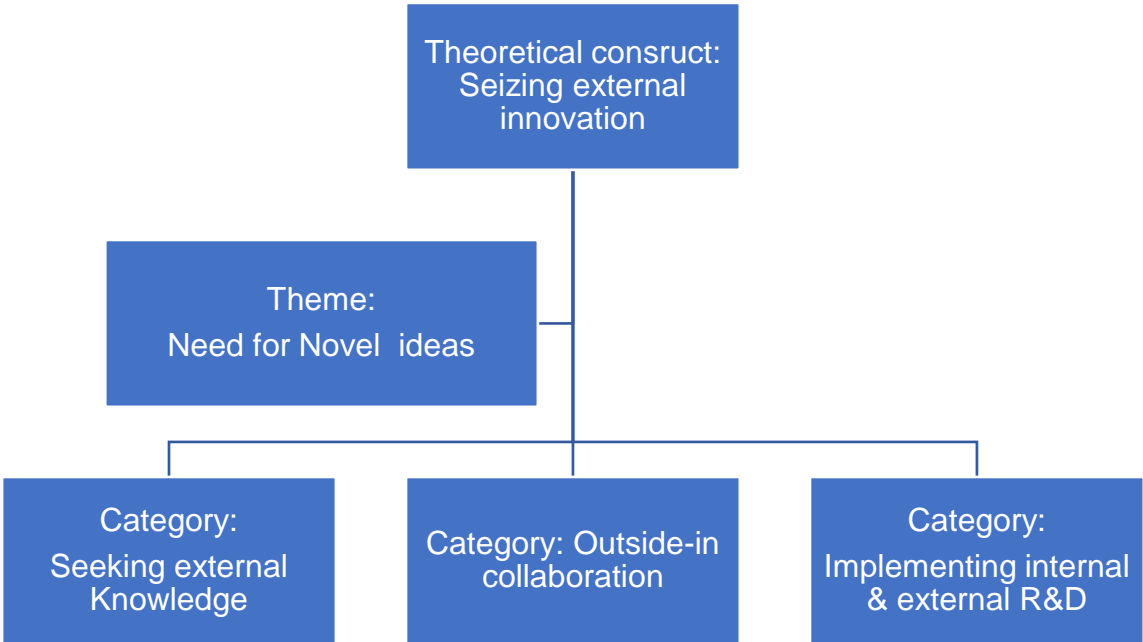 Theoretical consruct:
Seizing external
innovation
Theme:
Need for Novel  ideas
Category:
Seeking external
Knowledge
Category: Outside-in
collaboration
Category:
Implementing internal
& external R&D